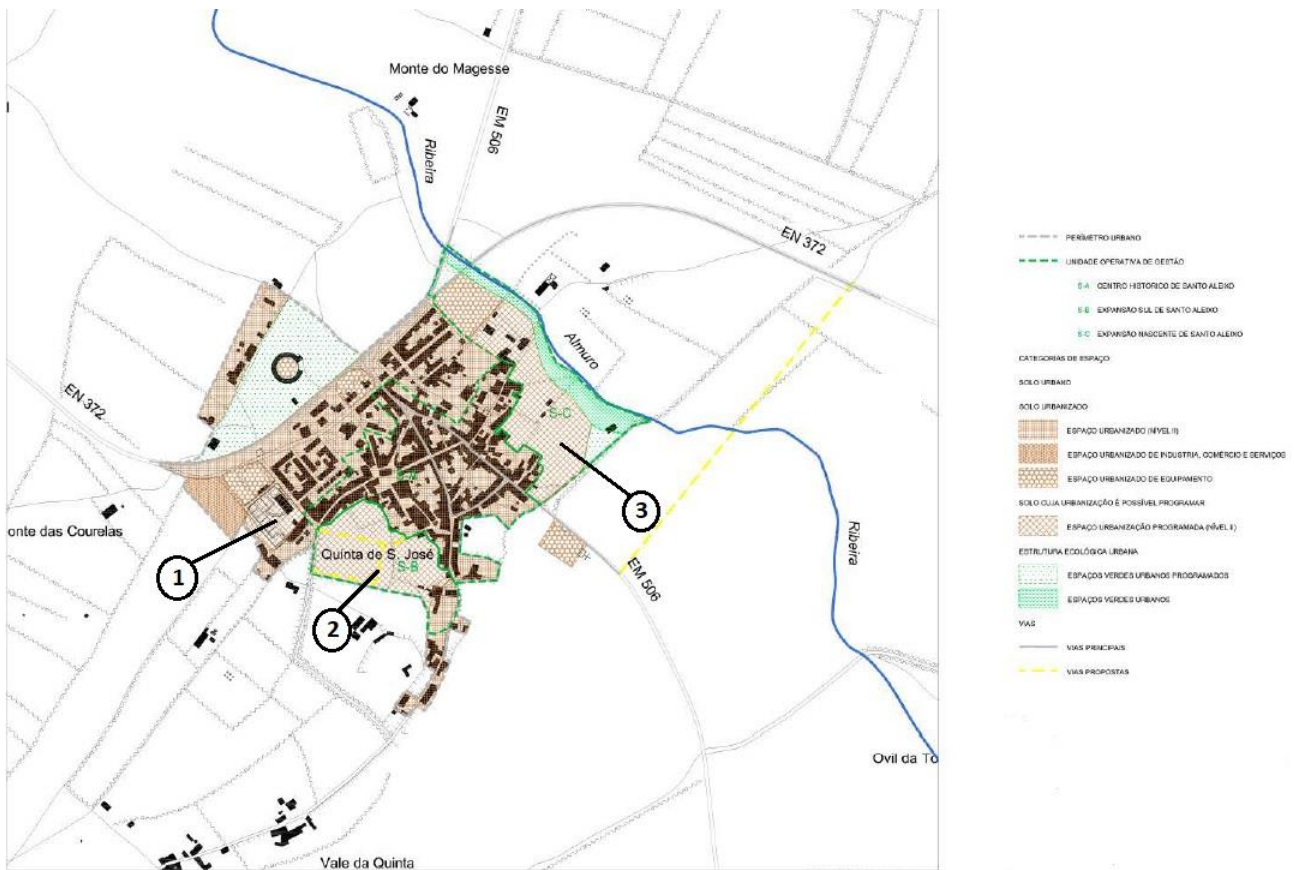 Monte do Magesse
EM 506
Ribeira
EN 372
Almuro
S-C
EN 372
S-A
onte das Courelas
1
Quinta de S. José
S-B
2
3
EM 506
Ribeira
Ovil da To
Vale da Quinta
PERÍMETRO URBANO
UNIDADE OPERATIVA DE GESTÃO
S-A CENTRO HISTORICO DE SANTO ALEIXO
S-B EXPANSÃO SUL DE SANTO ALEIXO
S-C EXPANSÃO NASCENTE DE SANTO ALEIXO
CATEGORIAS DE ESPAÇO
SOLO URBANO
SOLO URBANIZADO
ESPAÇO URBANIZADO (NÍVEL II)
ESPAÇO URBANIZADO DE INDUSTRIA, COMÉRCIO E SERVIÇOS
ESPAÇO URBANIZADO DE EQUIPAMENTO
SOLO CUJA URBANIZAÇÃO É POSSÍVEL PROGRAMAR
ESPAÇO URBANIZAÇÃO PROGRAMADA (NÍVEL II)
ESTRUTURA ECOLÓGICA URBANA
ESPAÇOS VERDES URBANOS PROGRAMADOS
ESPAÇOS VERDES URBANOS
VIAS
VIAS PRINCIPAIS
VIAS PROPOSTAS